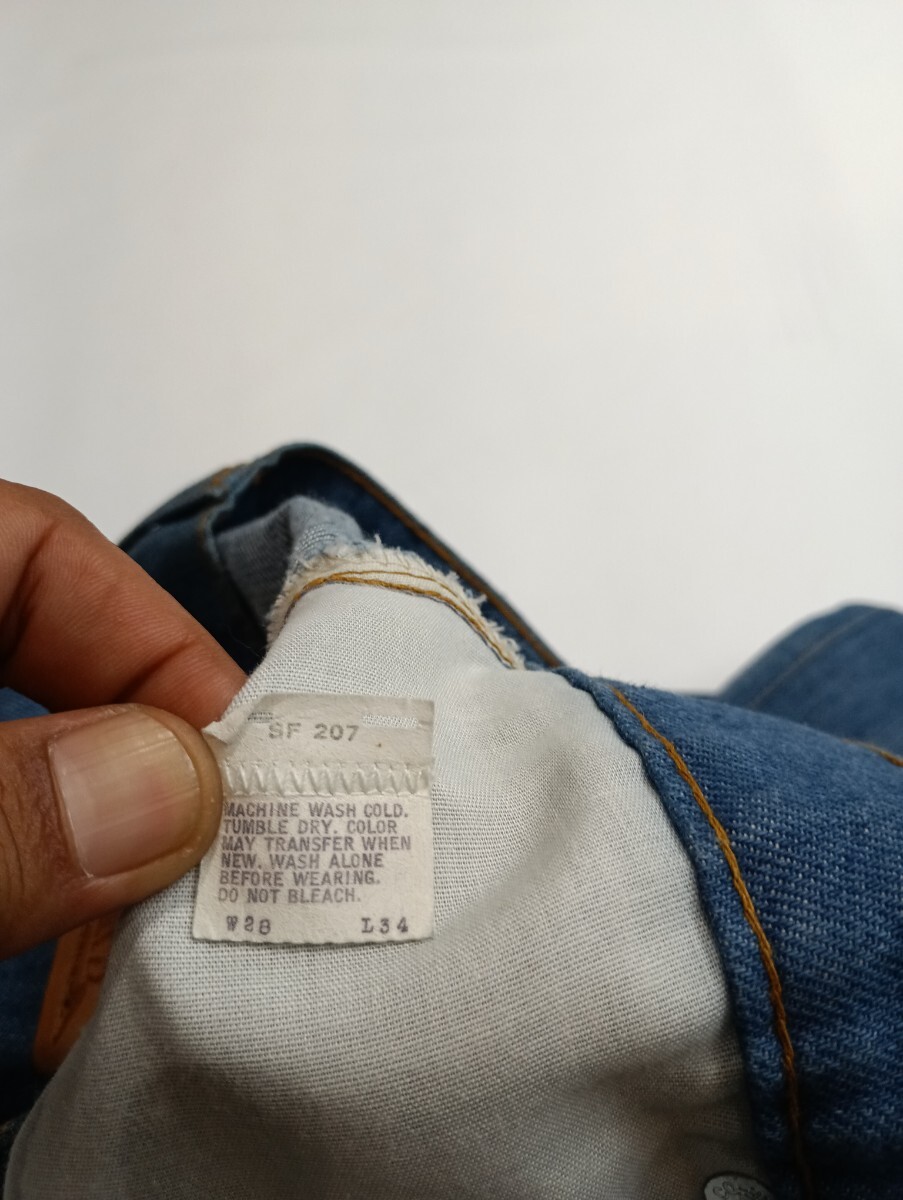 SF 207
MACHINE WASH COLD.
TUMBLE DRY. COLOR
MAY TRANSFER WHEN
NEW. WASH ALONE
BEFORE WEARING.
DO NOT BLEACH.
W28 L34